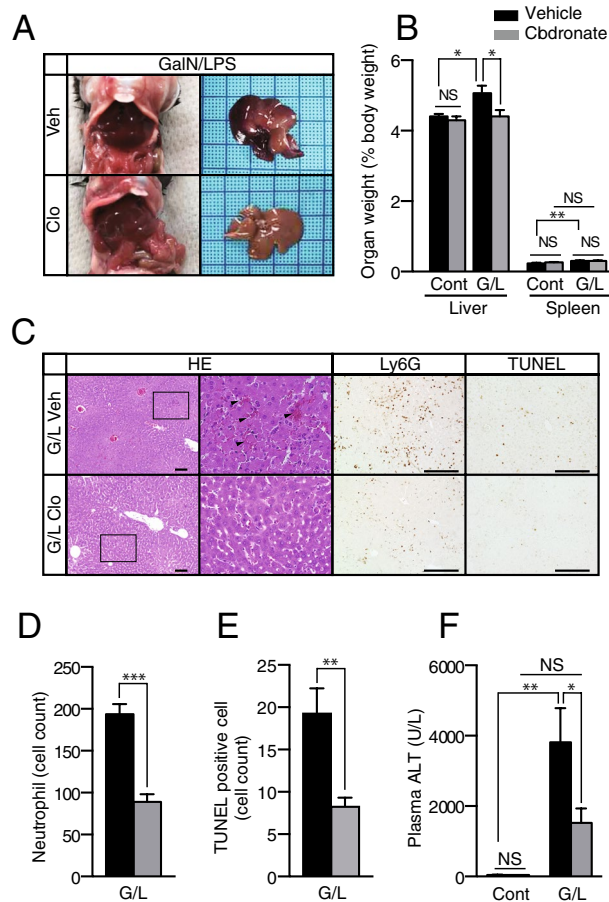 A
GalN/LPS
Veh
Clo
B
Vehicle
Cbdronate
Organ weight (% body weight)
6
4
2
0
*
*
NS
NS
**
NS
NS
Cont G/L Cont G/L
Liver Spleen
C
HE Ly6G TUNEL
G/L Veh
G/L Clo
D
Neutrophil (cell count)
250
200
150
100
50
0
***
G/L
E
TUNEL positive cell
(cell count)
25
20
15
10
5
0
**
G/L
F
Plasma ALT (U/L)
6000
4000
2000
0
NS
**
*
NS
Cont G/L